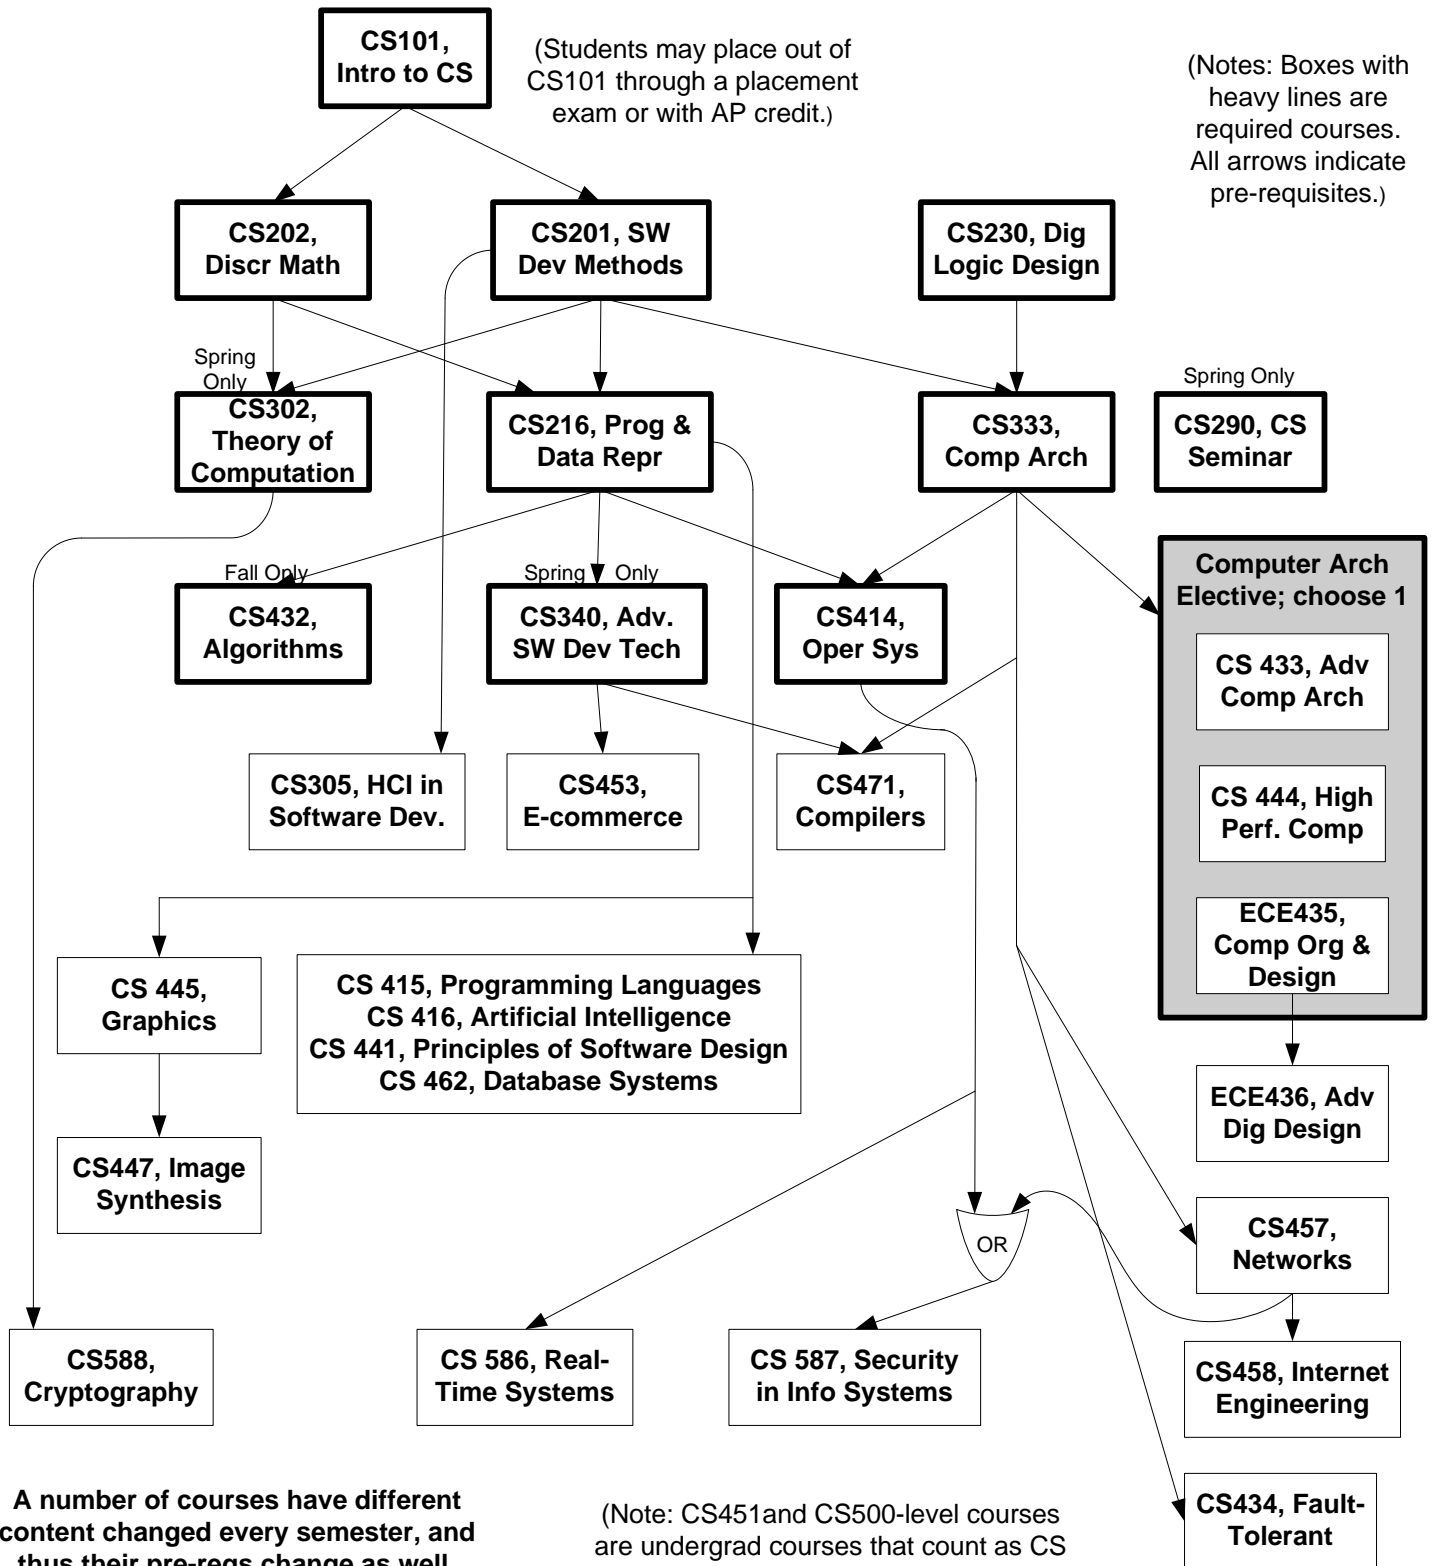 CS101,
Intro to CS
(Students may place out of
CS101 through a placement
exam or with AP credit.)
(Notes: Boxes with
heavy lines are
required courses.
All arrows indicate
pre-requisites.)
CS202,
Discr Math
CS201, SW
Dev Methods
CS230, Dig
Logic Design
Spring
Only
CS302,
Theory of
Computation
CS216, Prog &
Data Repr
CS333,
Comp Arch
Spring Only
CS290, CS
Seminar
Fall Only
CS432,
Algorithms
Spring Only
CS340, Adv.
SW Dev Tech
CS414,
Oper Sys
Computer Arch
Elective; choose 1
CS 433, Adv
Comp Arch
CS 444, High
Perf. Comp
ECE435,
Comp Org &
Design
CS305, HCI in
Software Dev.
CS453,
E-commerce
CS471,
Compilers
CS 445,
Graphics
CS 415, Programming Languages
CS 416, Artificial Intelligence
CS 441, Principles of Software Design
CS 462, Database Systems
ECE436, Adv
Dig Design
CS447, Image
Synthesis
OR
CS457,
Networks
CS588,
Cryptography
CS 586, Real-
Time Systems
CS 587, Security
in Info Systems
CS458, Internet
Engineering
CS434, Fault-
Tolerant
A number of courses have different
content changed every semester, and
thus their pre-reqs change as well
(Note: CS451and CS500-level courses
are undergrad courses that count as CS